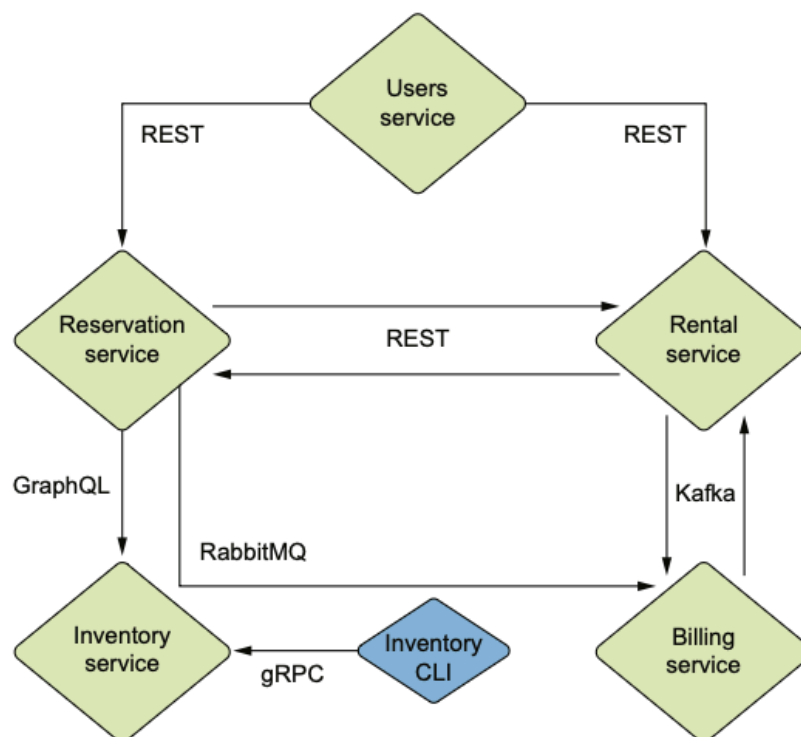 Users
service
REST
REST
Reservation
service
REST
Rental
service
GraphQL
Kafka
RabbitMQ
Inventory
service
gRPC
Inventory
CLI
Billing
service